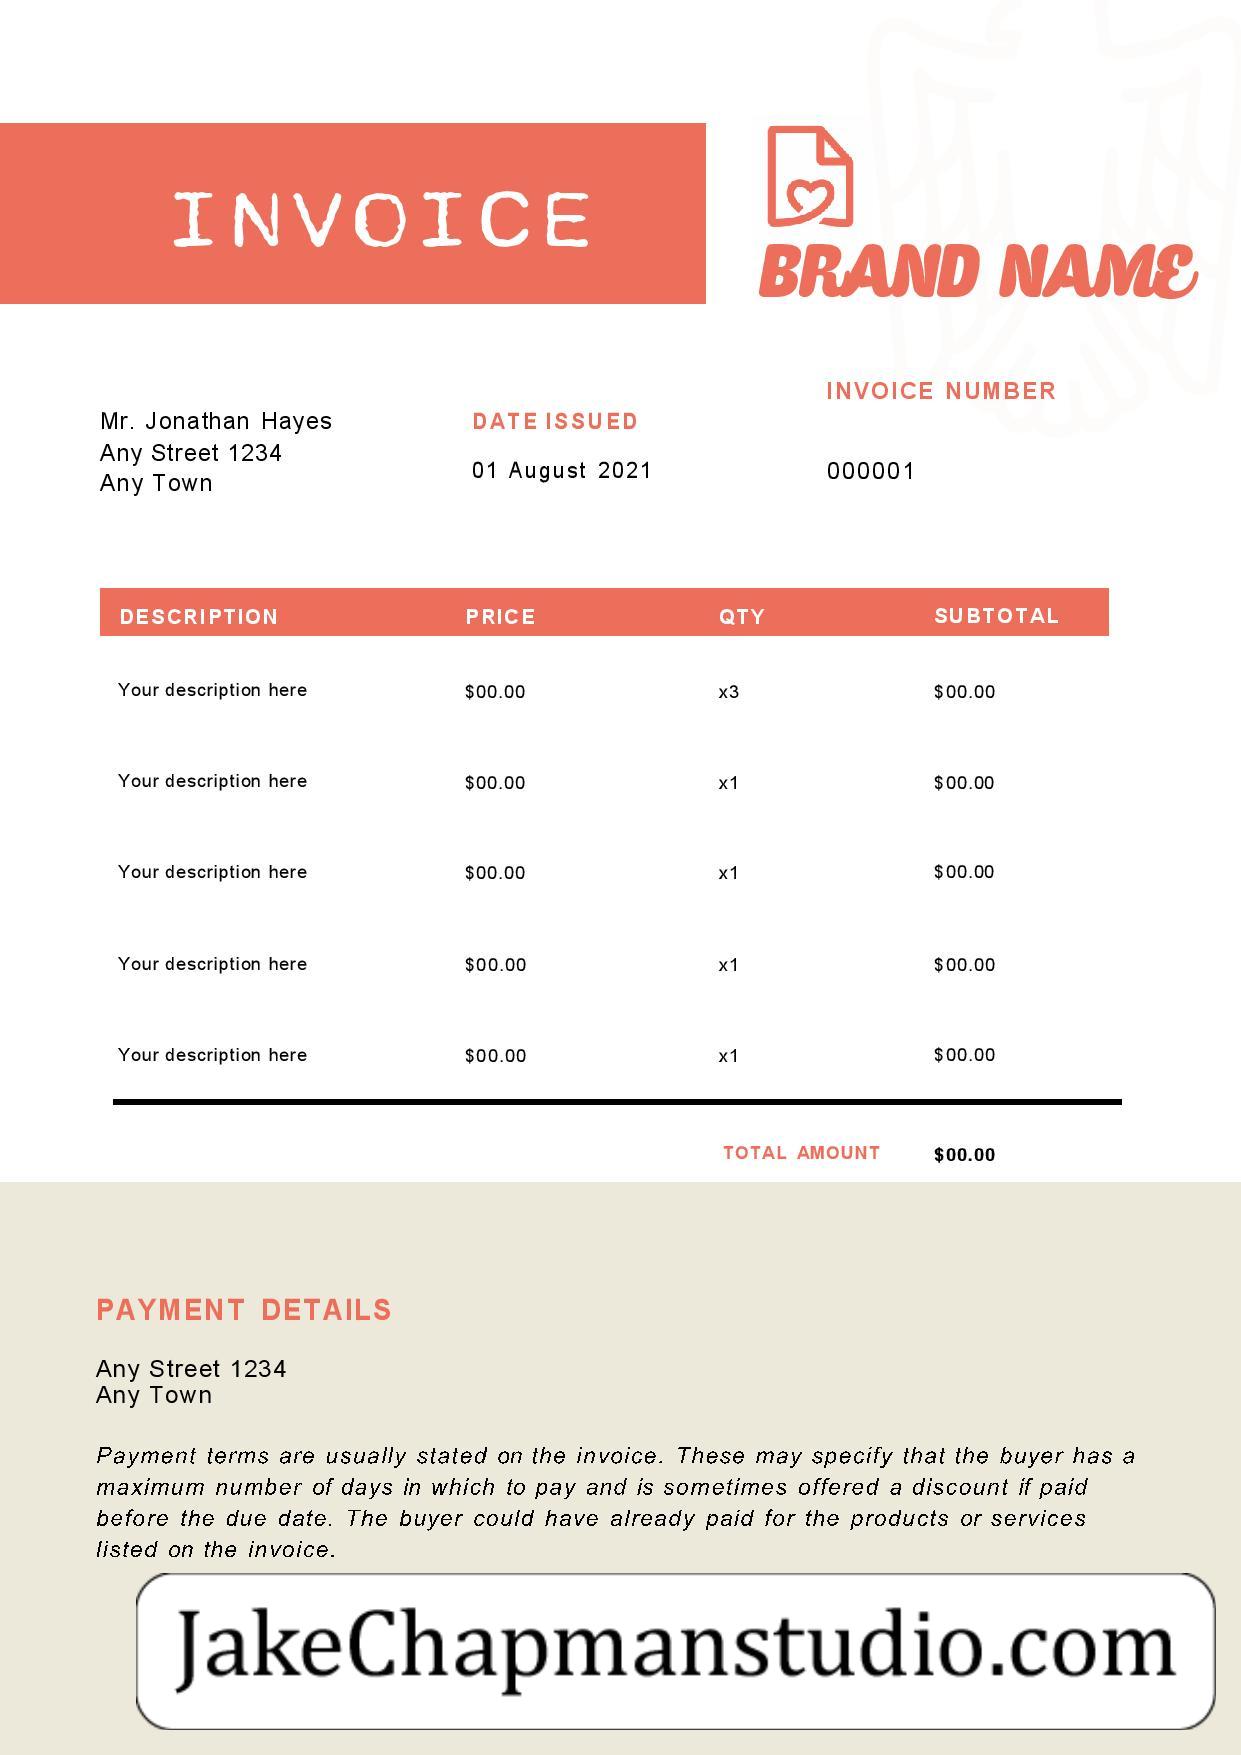 INVOICE
BRAND NAME
INVOICE NUMBER
Mr. Jonathan Hayes
Any Street 1234
Any Town
DATE ISSUED
01 August 2021
000001
DESCRIPTION PRICE QTY SUBTOTAL
Your description here $00.00 x3 $00.00
Your description here $00.00 x1 $00.00
Your description here $00.00 x1 $00.00
Your description here $00.00 x1 $00.00
Your description here $00.00 x1 $00.00
TOTAL AMOUNT $00.00
PAYMENT DETAILS
Any Street 1234
Any Town
Payment terms are usually stated on the invoice. These may specify that the buyer has a
maximum number of days in which to pay and is sometimes offered a discount if paid
before the due date. The buyer could have already paid for the products or services
listed on the invoice.
JakeChapmanstudio.com